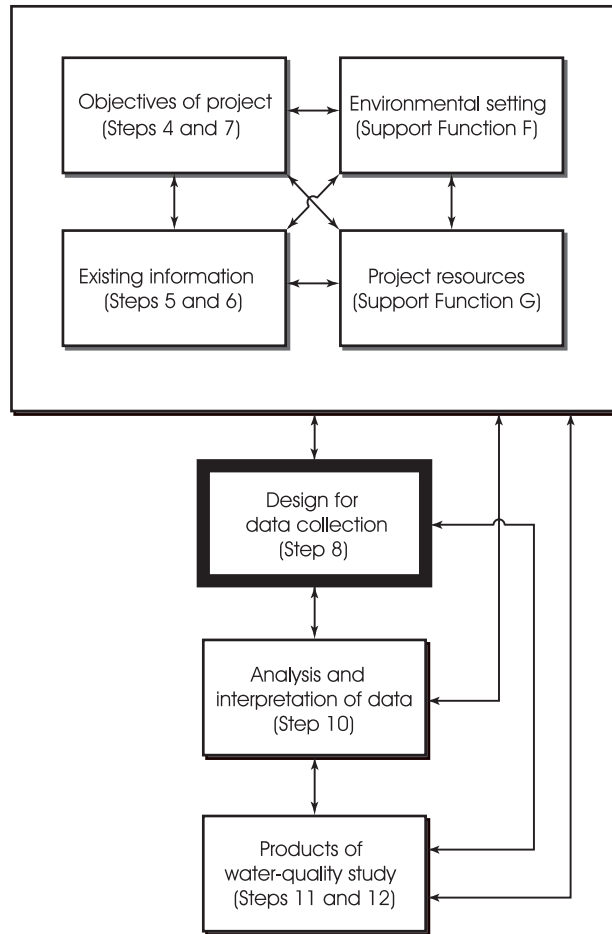 Objectives of project
(Steps 4 and 7)
Environmental setting
(Support Function F)
Existing information
(Steps 5 and 6)
Project resources
(Support Function G)
Design for
data collection
(Step 8)
Analysis and
interpretation of data
(Step 10)
Products of
water-quality study
(Steps 11 and 12)